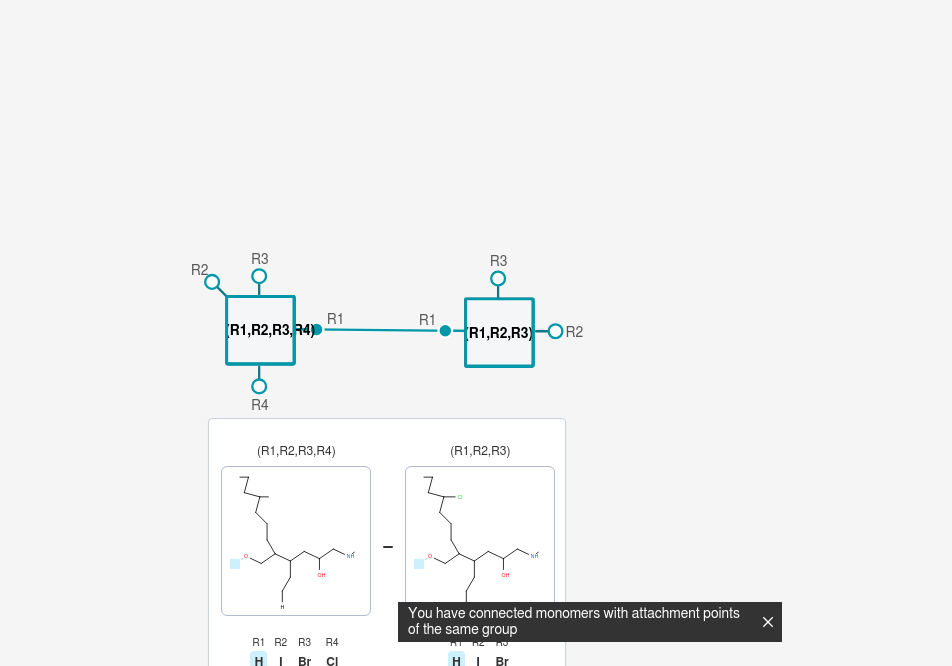 R2
R3
R3
(R1,R2,R3,R4)
R1
R1
(R1,R2,R3)
R2
R4
(R1,R2,R3,R4)
(R1,R2,R3)
Cl
O
NH
OH
H
O
NH
OH
You have connected monomers with attachment points
of the same group
R1 R2 R3 R4
R1 R2 R3
H I Br Cl
H I Br